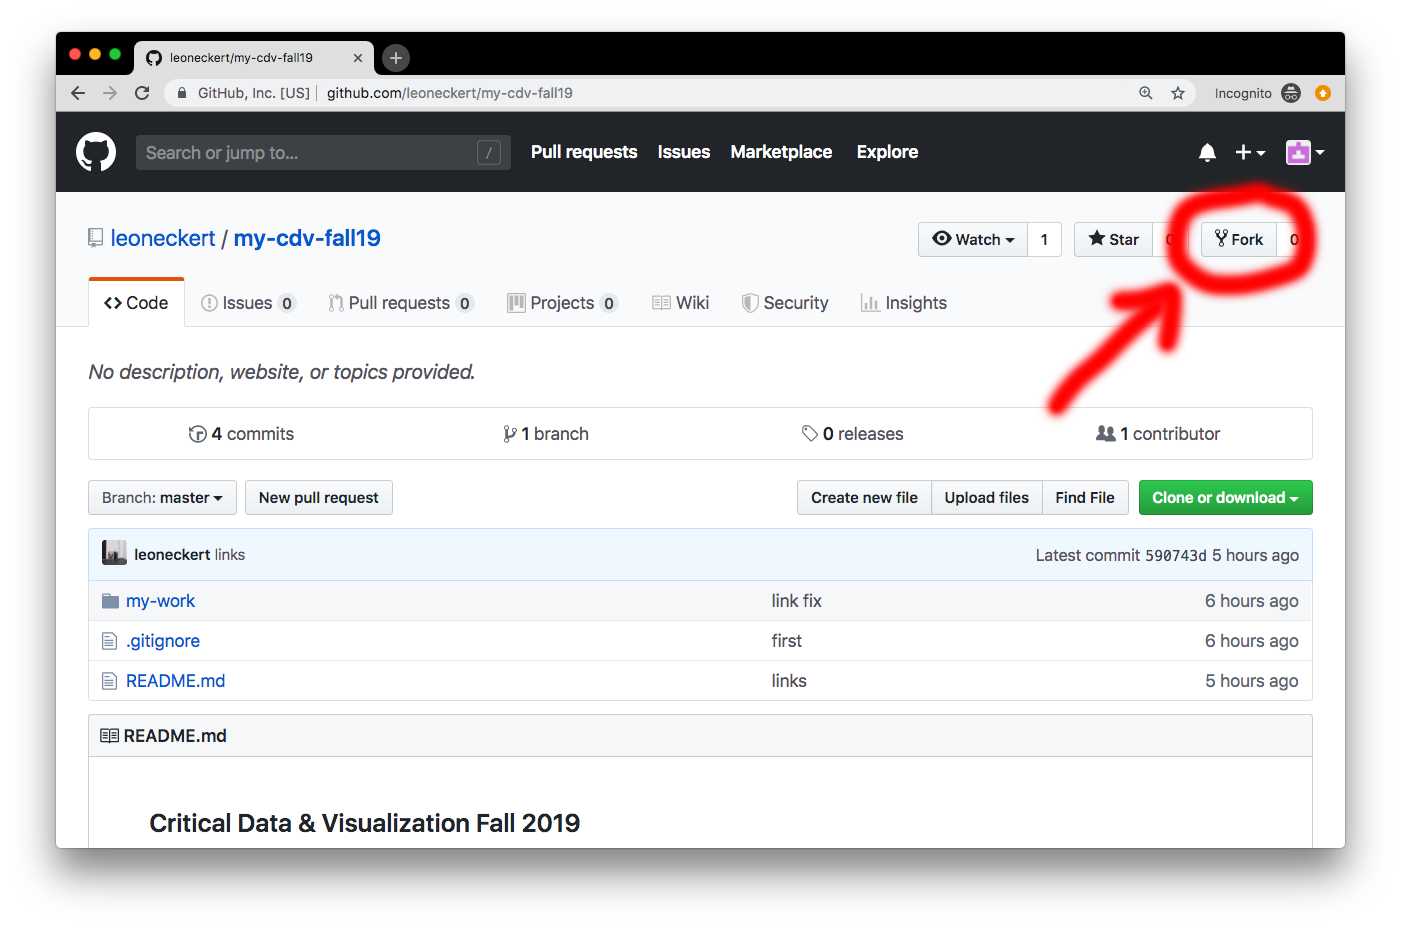 leoneckert/my-cdv-fall19
GitHub, Inc. [US] github.com/leoneckert/my-cdv-fall19 Incognito
Search or jump to... / Pull requests Issues Marketplace Explore
leoneckert / my-cdv-fall19 Watch 1 Star 0 Fork 0
Code Issues 0 Pull requests 0 Projects 0 Wiki Security Insights
No description, website, or topics provided.
4 commits 1 branch 0 releases 1 contributor
Branch: master New pull request Create new file Upload files Find File Clone or download
leoneckert links Latest commit 590743d 5 hours ago
my-work link fix 6 hours ago
.gitignore first 6 hours ago
README.md links 5 hours ago
README.md
Critical Data & Visualization Fall 2019